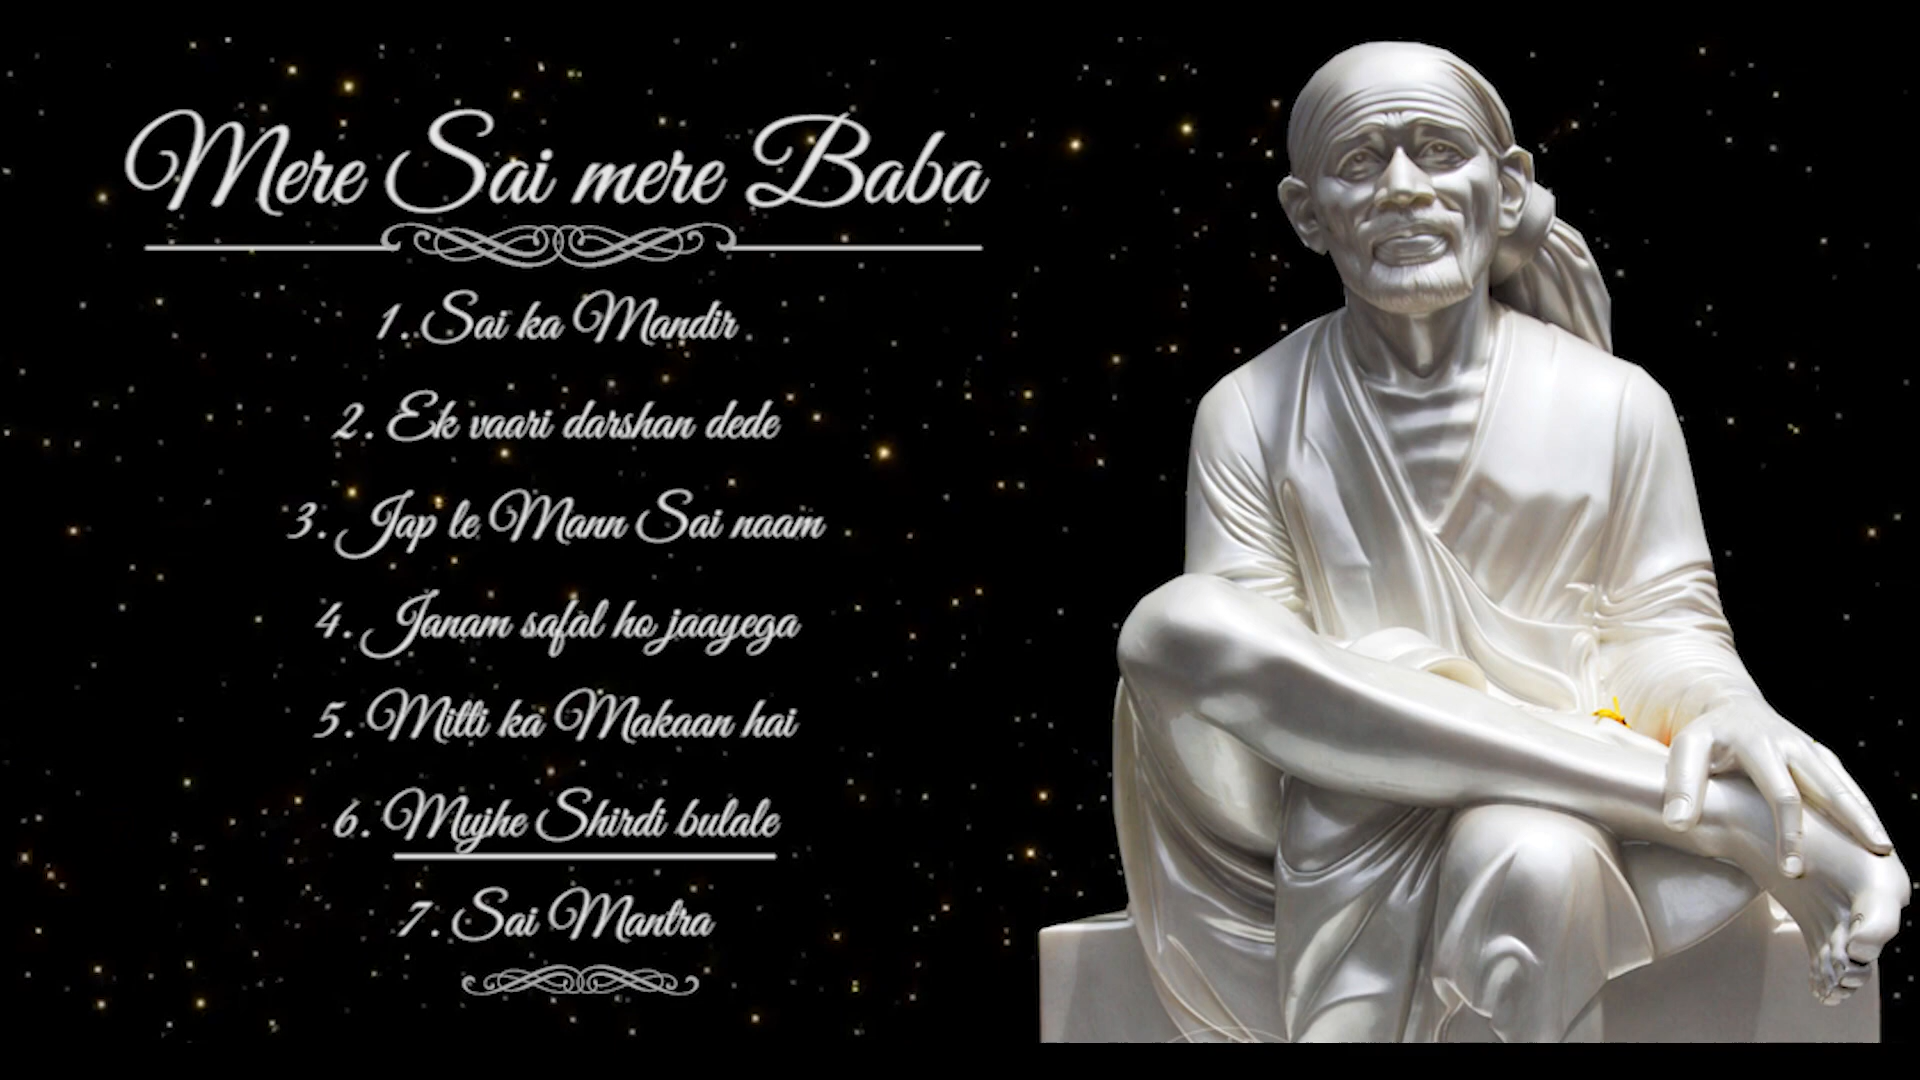 Mere Sai mere Baba
1. Sai ka Mandir
2. Ek vaari darshan dede
3. Jap le Mann Sai naam
4. Janam safal ho jaayega
5. Mitti ka Makaan hai
6. Mujhe Shirdi bulale
7. Sai Mantra